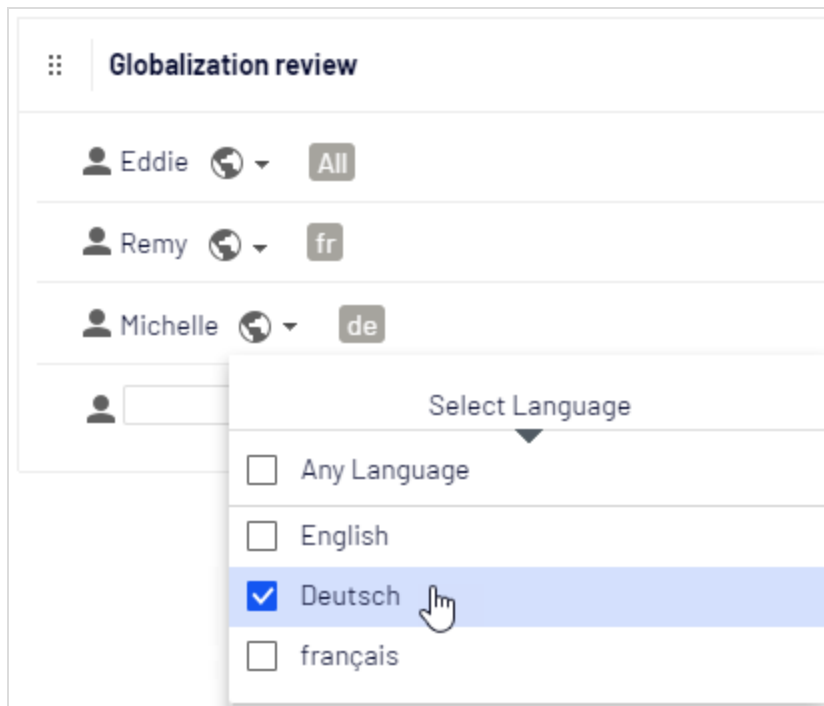 Globalization review
Eddie All
Remy fr
Michelle de
Select Language
Any Language
English
Deutsch
français